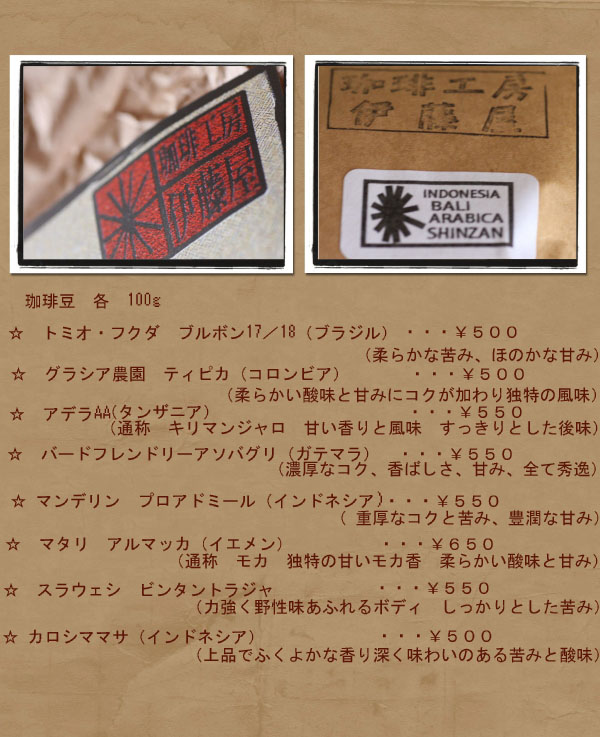 珈琲工房
伊藤屋
珈琲工房
伊藤屋
INDONESIA
BALI
ARABICA
SHINZAN
珈琲豆 各 100g
☆ トミオ・フクダ ブルボン17／18（ブラジル） ・・・￥５００
（柔らかな苦み、ほのかな甘み）
☆ グラシア農園 ティピカ（コロンビア） ・・・￥５００
（柔らかい酸味と甘みにコクが加わり独特の風味）
☆ アデラAA(タンザニア） ・・・￥５５０
（通称 キリマンジャロ 甘い香りと風味 すっきりとした後味）
☆ バードフレンドリーアソバグリ（ガテマラ） ・・・￥５５０
（濃厚なコク、香ばしさ、甘み、全て秀逸）
☆ マンデリン プロアドミール（インドネシア)・・・￥５５０
（ 重厚なコクと苦み、豊潤な甘み）
☆ マタリ アルマッカ（イエメン） ・・・￥６５０
（通称 モカ 独特の甘いモカ香 柔らかい酸味と甘み）
☆ スラウェシ ビンタントラジャ ・・・￥５５０
（力強く野性味あふれるボディ しっかりとした苦み）
☆ カロシママサ（インドネシア） ・・・￥５００
（上品でふくよかな香り深く味わいのある苦みと酸味）